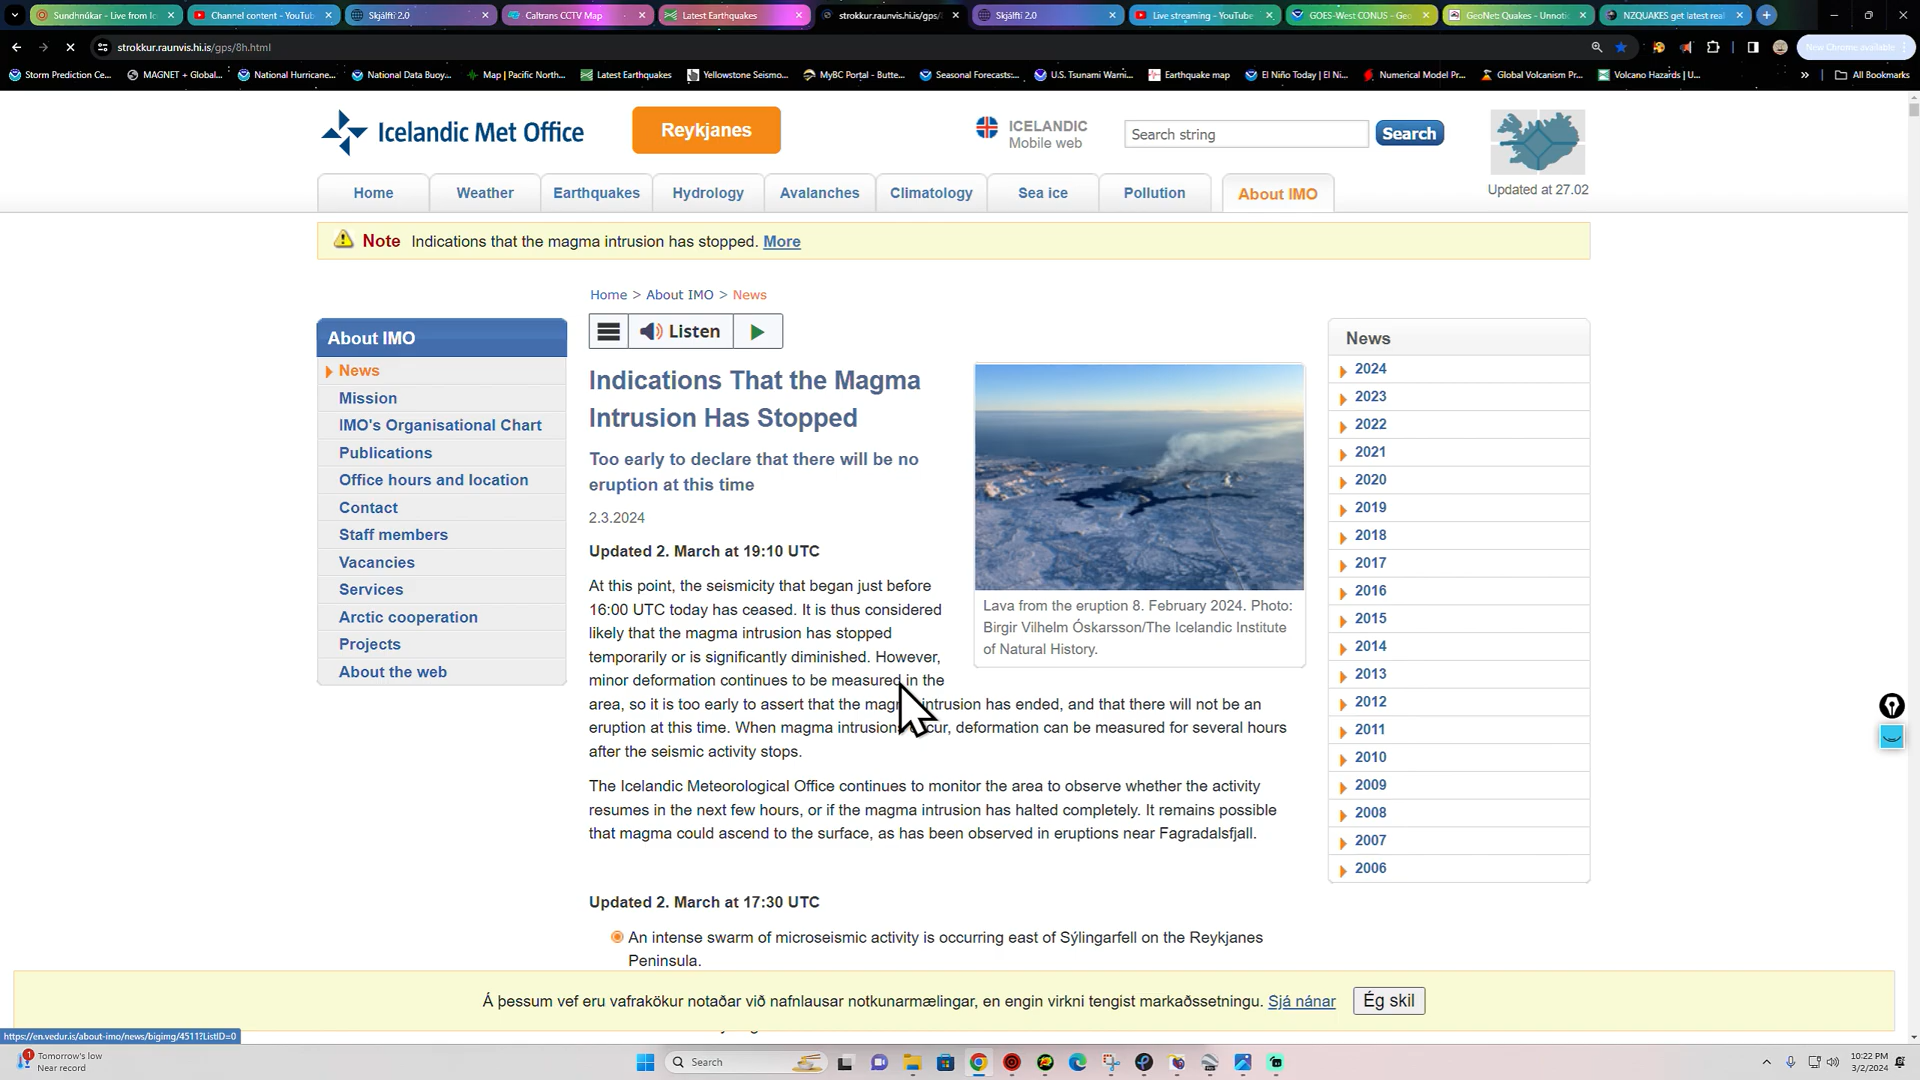 Sundhnúkar - Live from Ic
Channel content - YouTub
Skjálfti 2.0
Caltrans CCTV Map
Latest Earthquakes
strokkur.raunvis.hi.is/gps/
Skjálfti 2.0
Live streaming - YouTube
GOES-West CONUS - Geo
GeoNet: Quakes - Unnoti
NZQUAKES get latest real
strokkur.raunvis.hi.is/gps/8h.html
New Chrome available
Storm Prediction Ce...
MAGNET + Global...
National Hurricane...
National Data Buoy...
Map | Pacific North...
Latest Earthquakes
Yellowstone Seismo...
MyBC Portal - Butte...
Seasonal Forecasts:...
U.S. Tsunami Warni...
Earthquake map
El Niño Today | El Ni...
Numerical Model Pr...
Global Volcanism Pr...
Volcano Hazards | U...
All Bookmarks
Icelandic Met Office
Reykjanes
ICELANDIC
Mobile web
Search string
Search
Updated at 27.02
Home
Weather
Earthquakes
Hydrology
Avalanches
Climatology
Sea ice
Pollution
About IMO
Note Indications that the magma intrusion has stopped. More
Home > About IMO > News
Listen
About IMO
News
Mission
IMO's Organisational Chart
Publications
Office hours and location
Contact
Staff members
Vacancies
Services
Arctic cooperation
Projects
About the web
Indications That the Magma
Intrusion Has Stopped
Too early to declare that there will be no
eruption at this time
2.3.2024
Updated 2. March at 19:10 UTC
At this point, the seismicity that began just before
16:00 UTC today has ceased. It is thus considered
likely that the magma intrusion has stopped
temporarily or is significantly diminished. However,
minor deformation continues to be measured in the
area, so it is too early to assert that the magma intrusion has ended, and that there will not be an
eruption at this time. When magma intrusions occur, deformation can be measured for several hours
after the seismic activity stops.
The Icelandic Meteorological Office continues to monitor the area to observe whether the activity
resumes in the next few hours, or if the magma intrusion has halted completely. It remains possible
that magma could ascend to the surface, as has been observed in eruptions near Fagradalsfjall.
Updated 2. March at 17:30 UTC
An intense swarm of microseismic activity is occurring east of Sýlingarfell on the Reykjanes
Peninsula.
Lava from the eruption 8. February 2024. Photo:
Birgir Vilhelm Óskarsson/The Icelandic Institute
of Natural History.
News
2024
2023
2022
2021
2020
2019
2018
2017
2016
2015
2014
2013
2012
2011
2010
2009
2008
2007
2006
Á þessum vef eru vafrakökur notaðar við nafnlausar notkunarmælingar, en engin virkni tengist markaðssetningu. Sjá nánar
Ég skil
https://en.vedur.is/about-imo/news/bigimg/4511?ListID=0
1
Tomorrow's low
Near record
Search
10:22 PM
3/2/2024